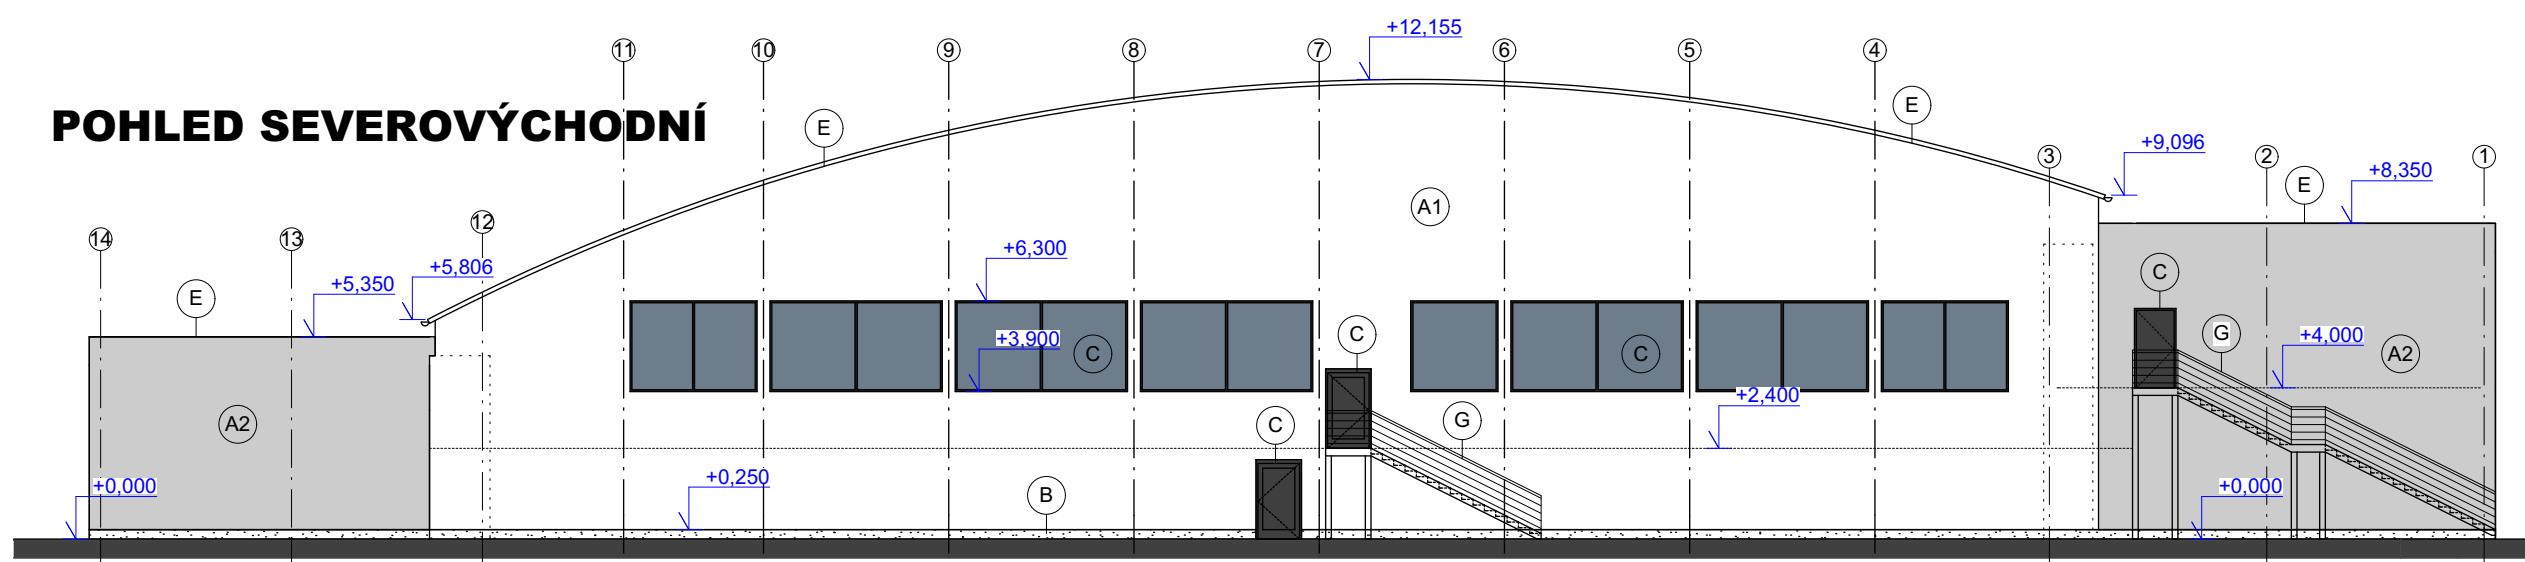 +12,155
11
10
9
8
7
6
5
4
E
POHLED SEVEROVÝCHODNÍ
E
+9,096
3
2
1
+8,350
E
A1
12
14
13
+6,300
+5,806
C
+5,350
E
C
G
+4,000
+3,900
C
C
A2
+2,400
G
A2
C
+0,250
+0,000
+0,000
B